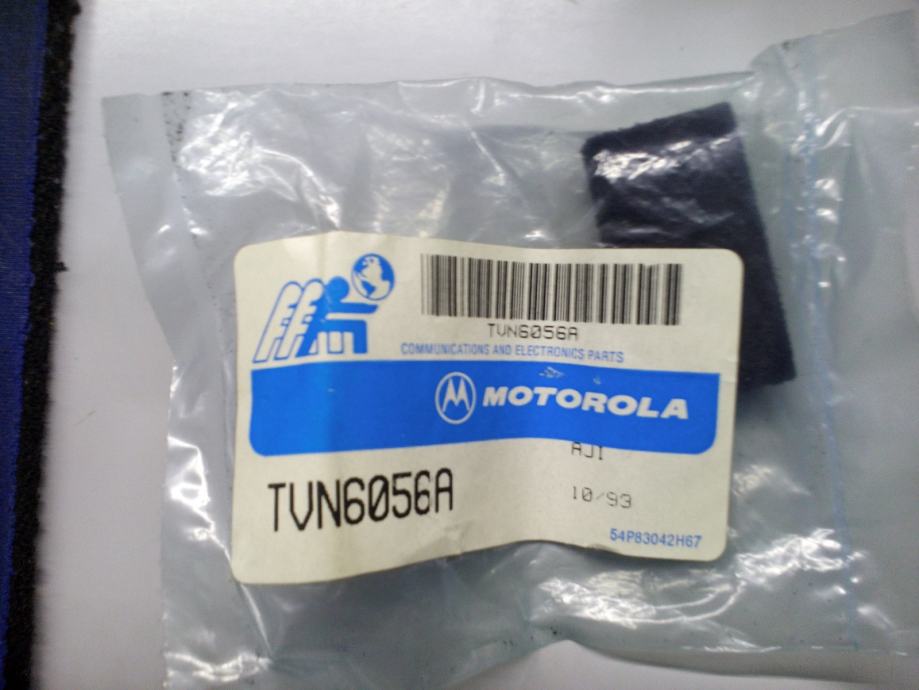 TVN6056A
COMMUNICATIONS AND ELECTRONICS PARTS
MOTOROLA
AJI
TVN6056A
10/93
54P83042H67